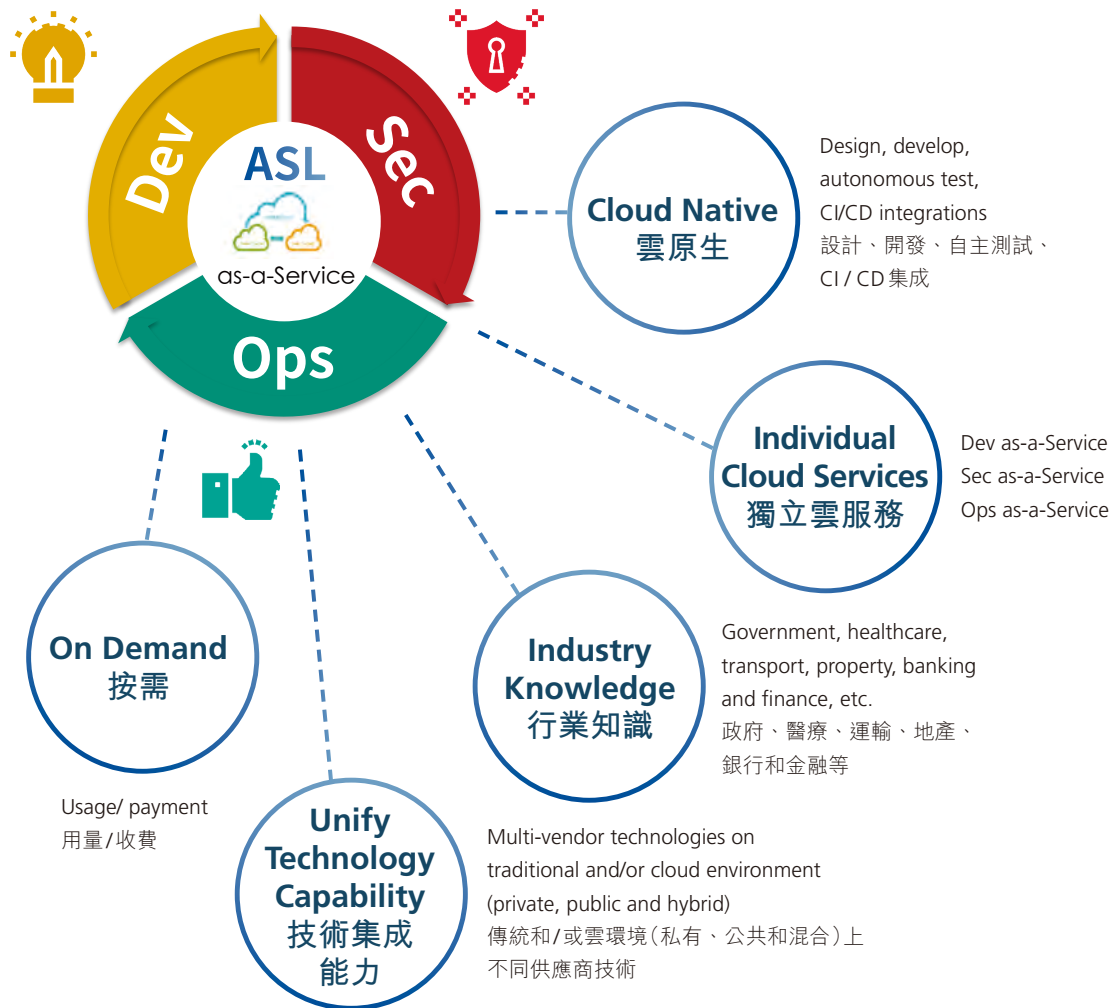 Dev
Sec
ASL
as-a-Service
Ops
Cloud Native
雲原生
Design, develop,
autonomous test,
CI/CD integrations
設計、開發、自主測試、
CI / CD 集成
Individual
Cloud Services
獨立雲服務
Dev as-a-Service
Sec as-a-Service
Ops as-a-Service
Industry
Knowledge
行業知識
Government, healthcare,
transport, property, banking
and finance, etc.
政府、醫療、運輸、地產、
銀行和金融等
On Demand
按需
Usage/ payment
用量/收費
Unify
Technology
Capability
技術集成
能力
Multi-vendor technologies on
traditional and/or cloud environment
(private, public and hybrid)
傳統和/或雲環境(私有、公共和混合)上
不同供應商技術